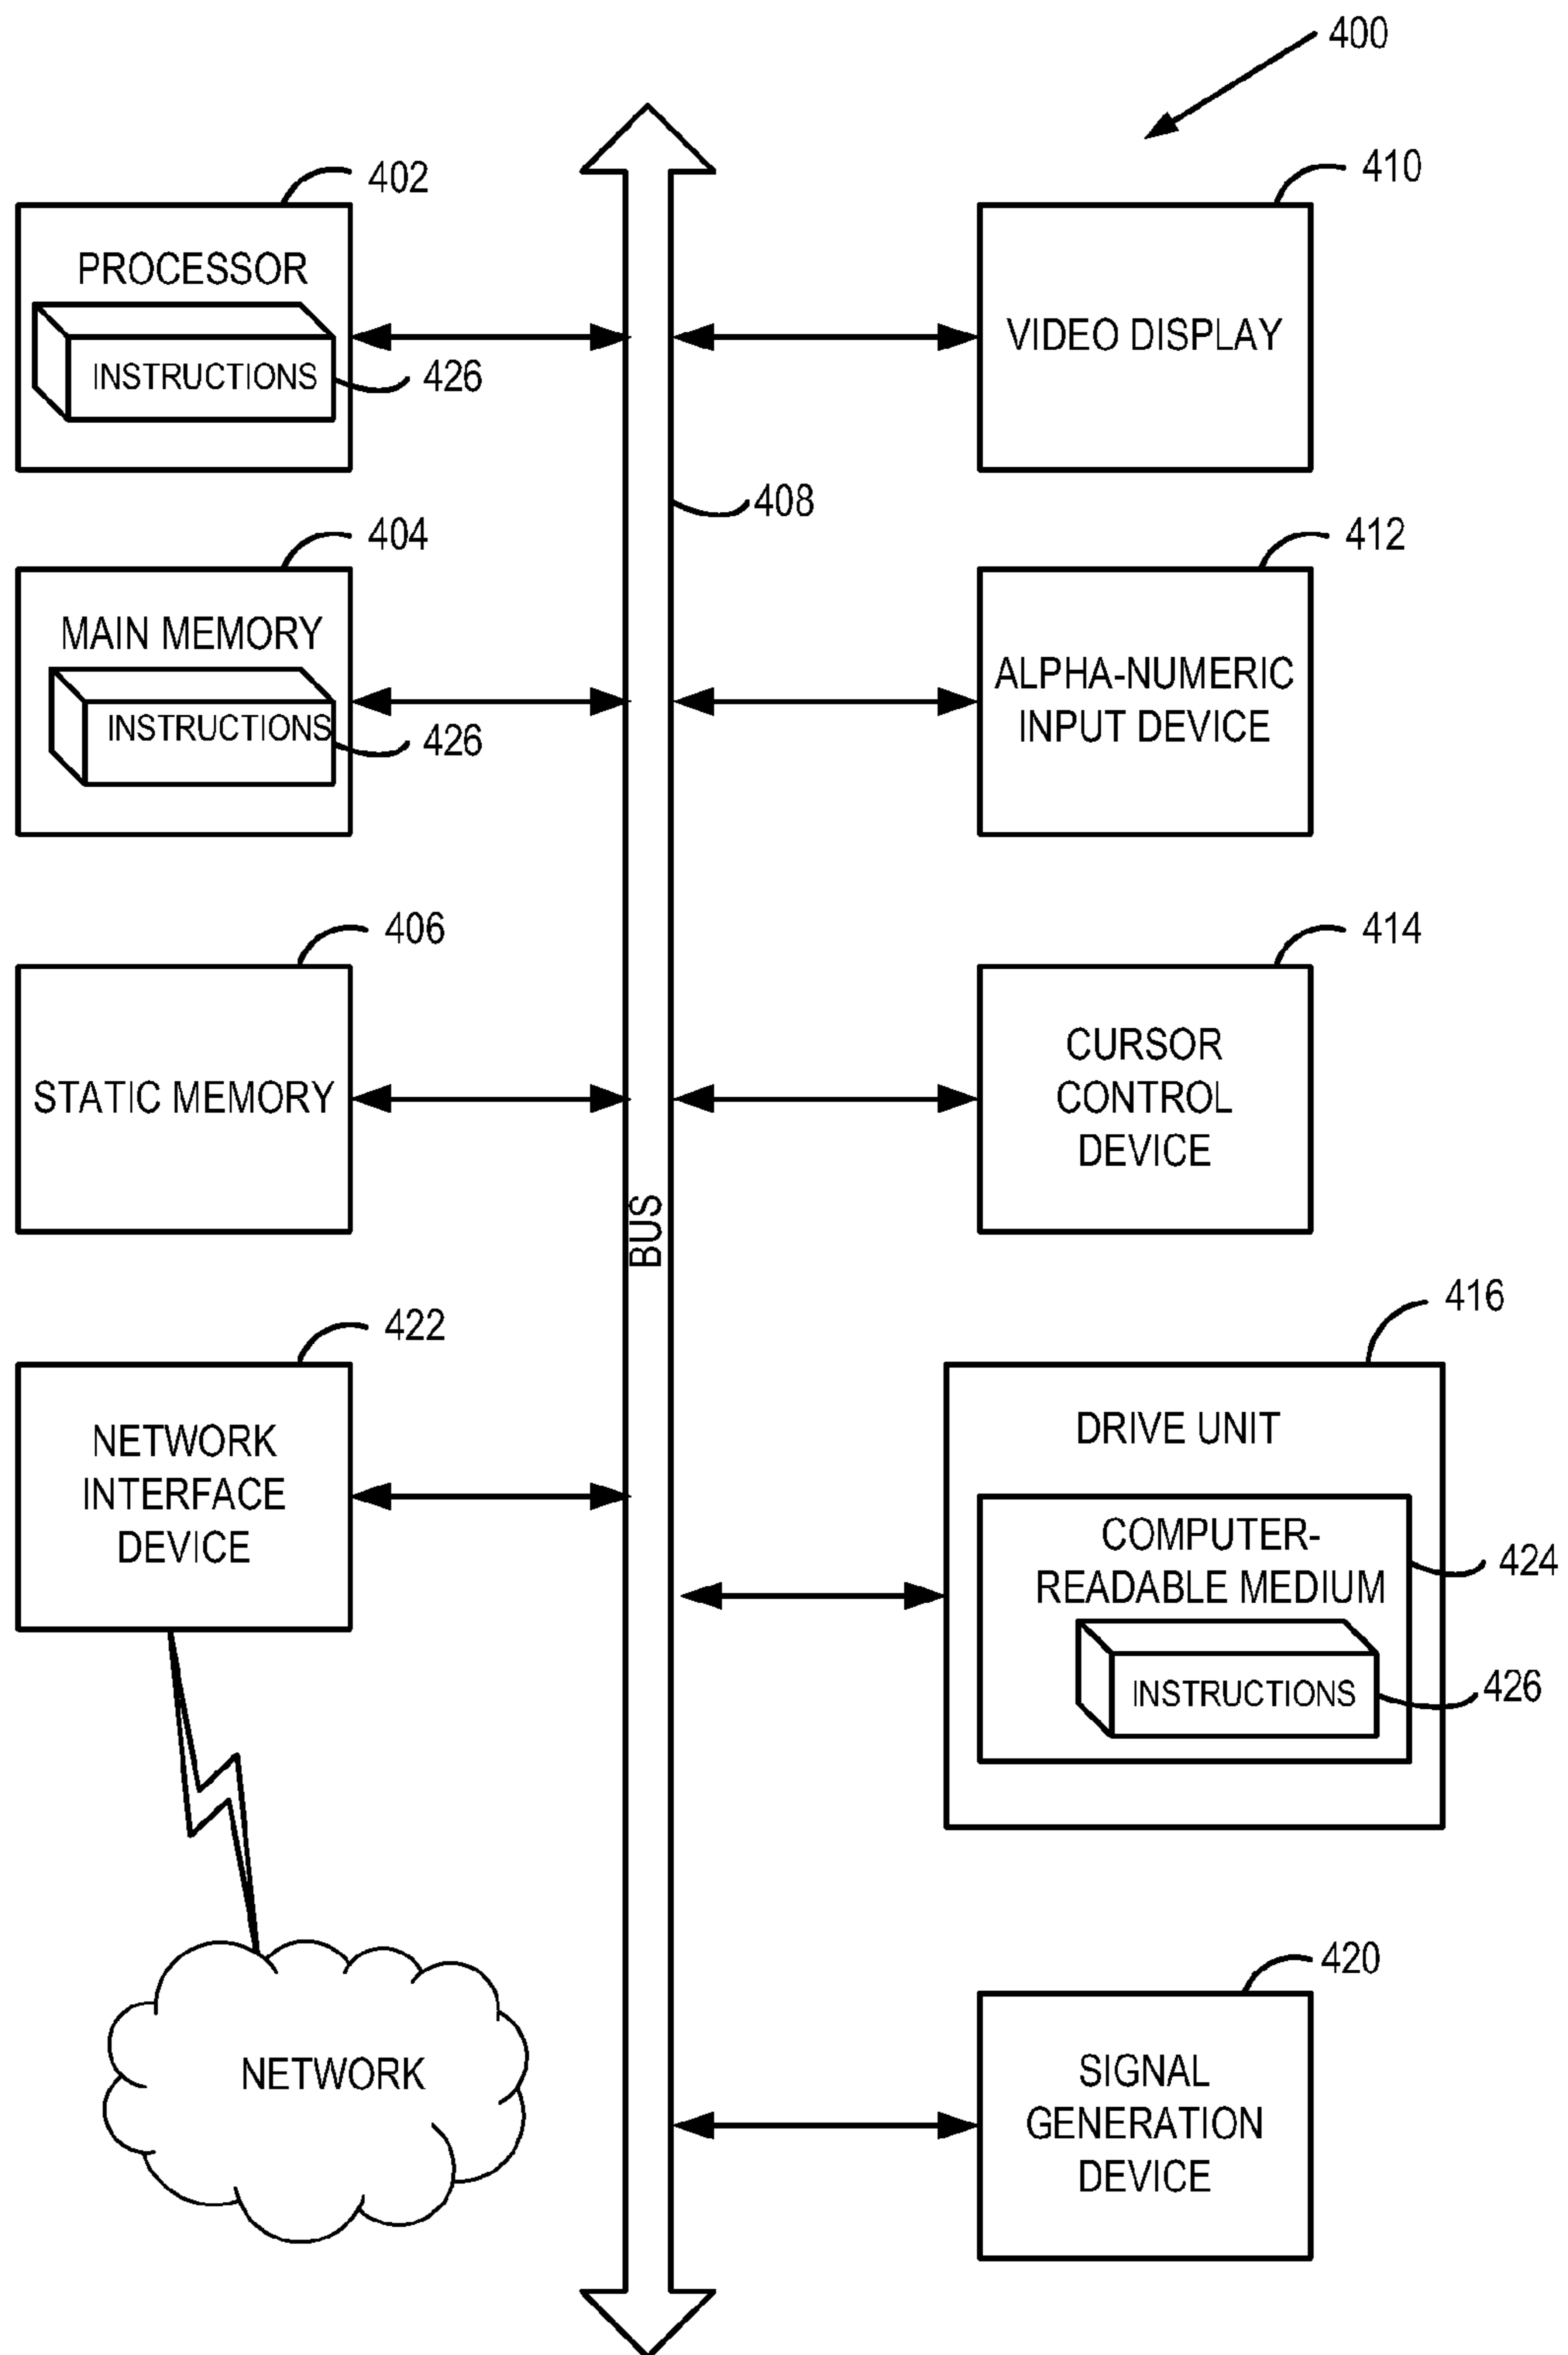 400
402
PROCESSOR
INSTRUCTIONS
426
410
VIDEO DISPLAY
408
404
MAIN MEMORY
INSTRUCTIONS
426
412
ALPHA-NUMERIC
INPUT DEVICE
406
STATIC MEMORY
414
CURSOR
CONTROL
DEVICE
BUS
422
NETWORK
INTERFACE
DEVICE
416
DRIVE UNIT
COMPUTER-
READABLE MEDIUM
424
INSTRUCTIONS
426
NETWORK
420
SIGNAL
GENERATION
DEVICE